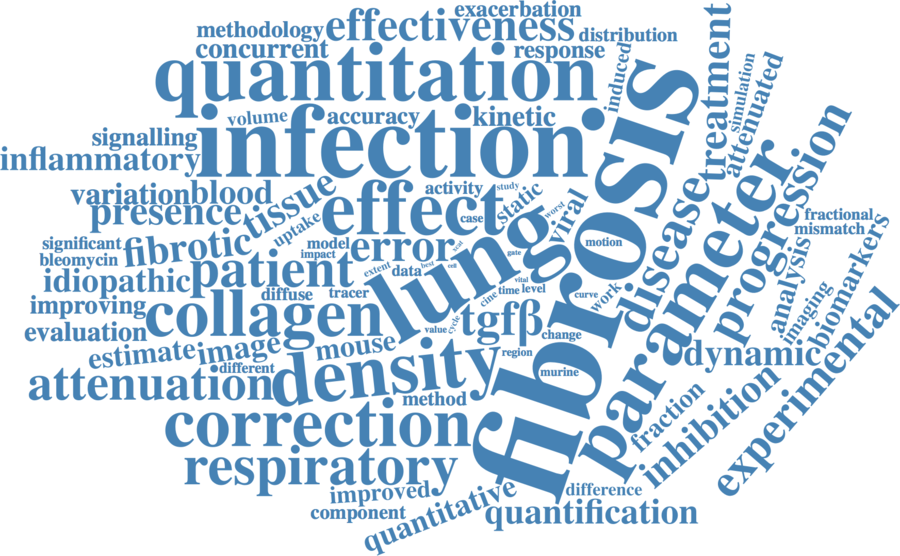 exacerbation
methodology
effectiveness
distribution
concurrent
response
quantitation
induced
treatment
simulation
attenuated
volume
accuracy
kinetic
signalling
infection
inflammatory
fibrosis
variation
blood
tissue
effect
activity
study
static
viral
presence
case
worst
uptake
disease
parameter
progression
fractional
mismatch
significant
bleomycin
fibrotic
model
impact
error
lung
gate
motion
analysis
biomarkers
imaging
idiopathic
patient
extent
data
best
cell
vital
diffuse
tracer
time
level
cine
curve
work
improving
collagen
tgfβ
value
cycle
change
evaluation
estimate
image
mouse
region
dynamic
experimental
different
attenuation
density
murine
method
fraction
inhibition
correction
respiratory
improved
component
quantitative
difference
quantification